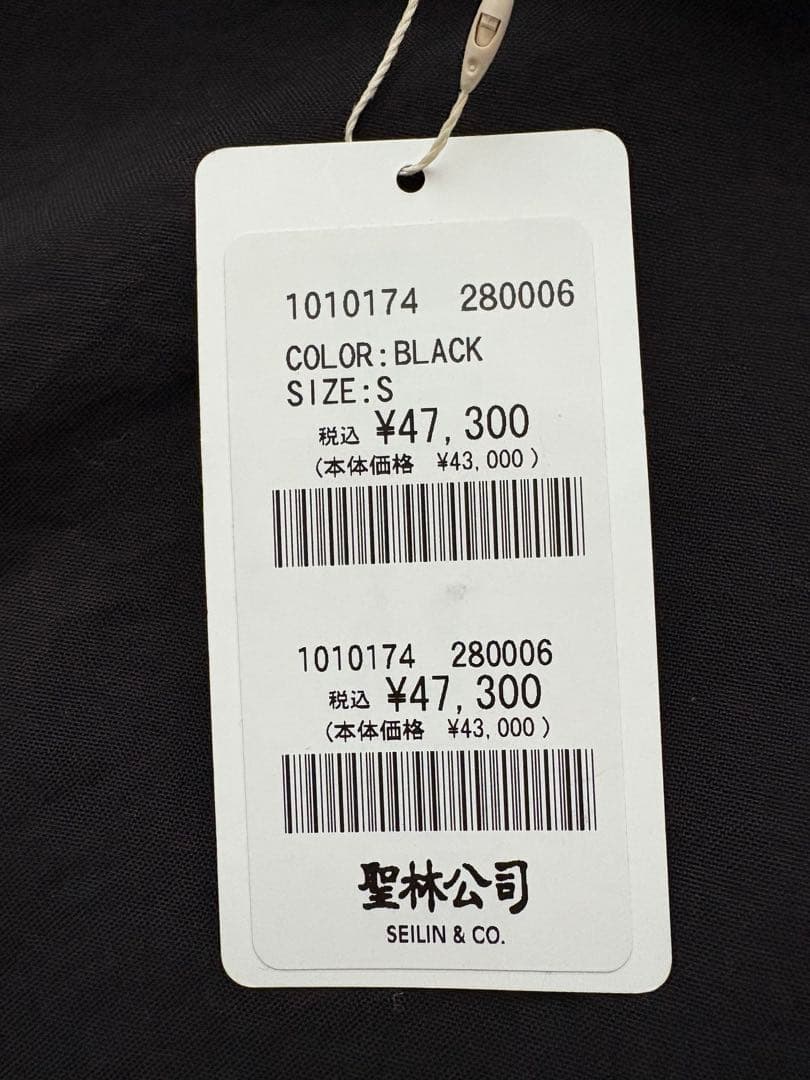 1010174 280006
COLOR:BLACK
SIZE:S
税込 ¥47,300
(本体価格 ¥43,000)
1010174 280006
税込 ¥47,300
(本体価格 ¥43,000)
聖林公司
SEILIN & CO.